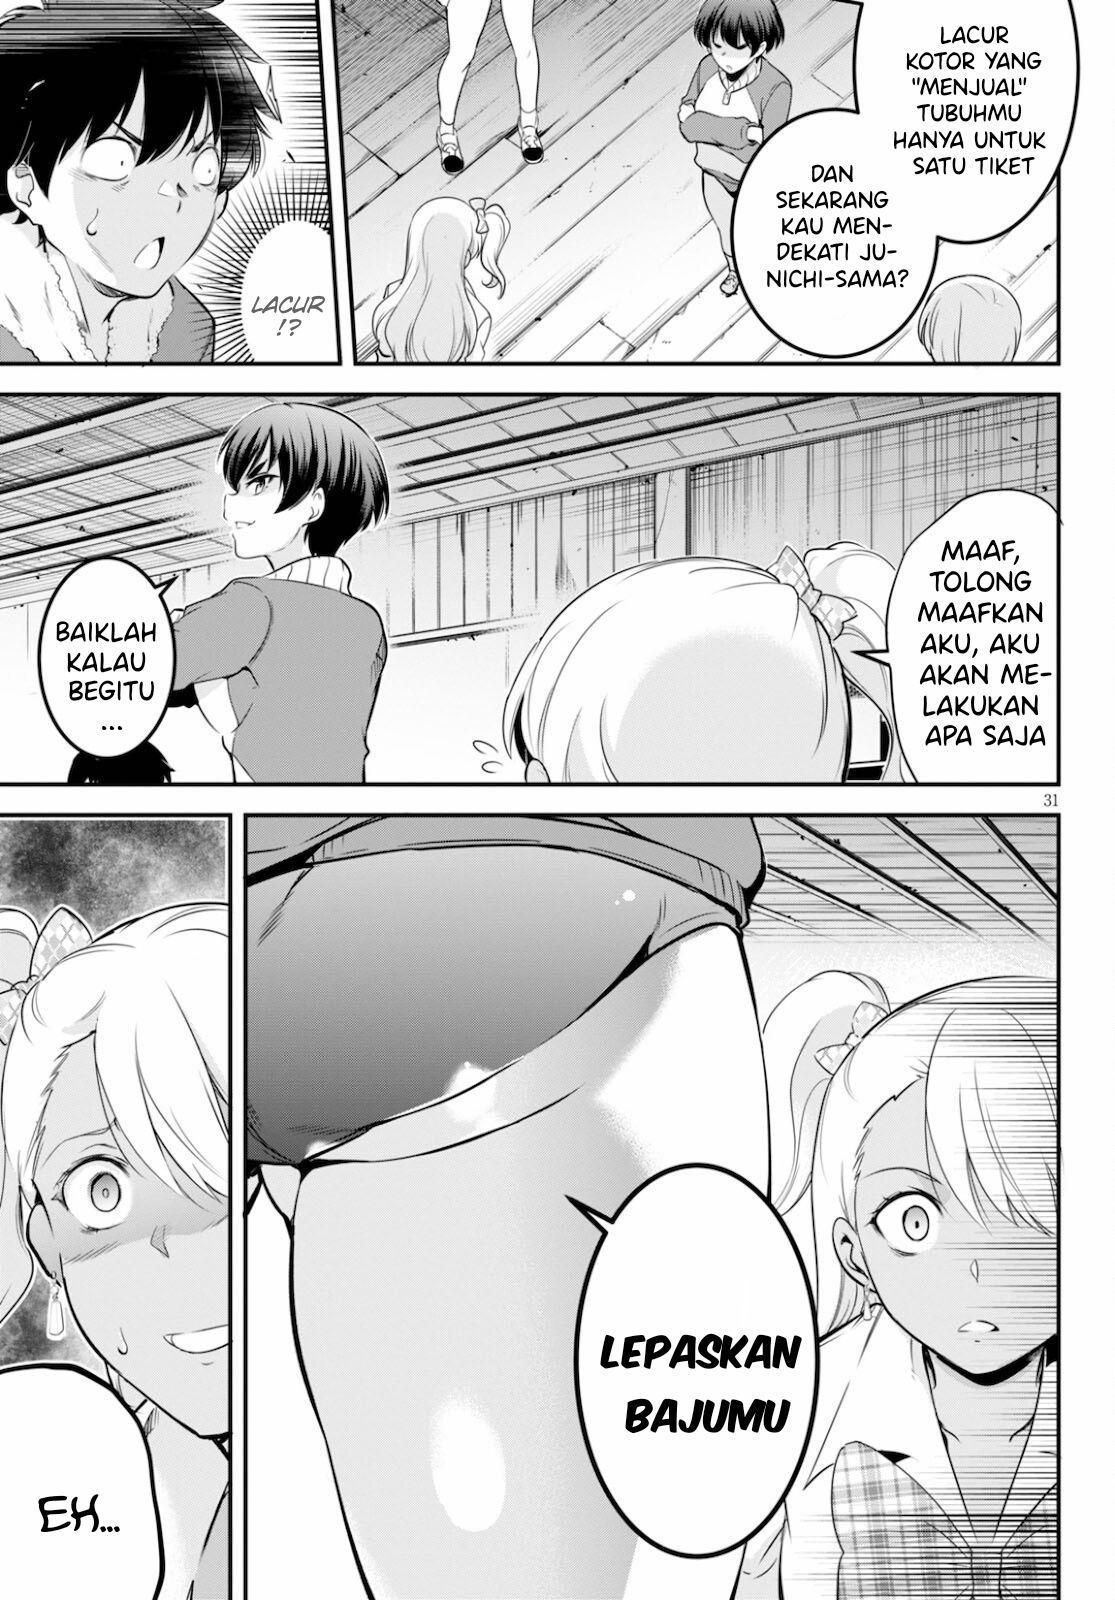 LACUR
KOTOR YANG
"MENJUAL"
TUBUHMU
HANYA UNTUK
SATU TIKET
DAN
SEKARANG
KAU MEN-
DEKATI JU-
NICHI-SAMA?
LACUR
!?
MAAF,
TOLONG
MAAFKAN
AKU, AKU
AKAN ME-
LAKUKAN
APA SAJA
BAIKLAH
KALAU
BEGITU
...
31
LEPASKAN
BAJUMU
EH...